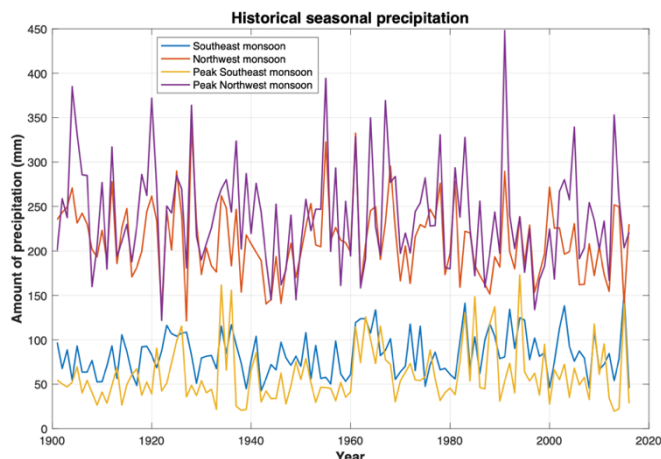 Historical seasonal precipitation
450
400
350
300
250
200
150
100
50
0
Amount of precipitation (mm)
Southeast monsoon
Northwest monsoon
Peak Southeast monsoon
Peak Northwest monsoon
1900 1920 1940 1960 1980 2000 2020
Year